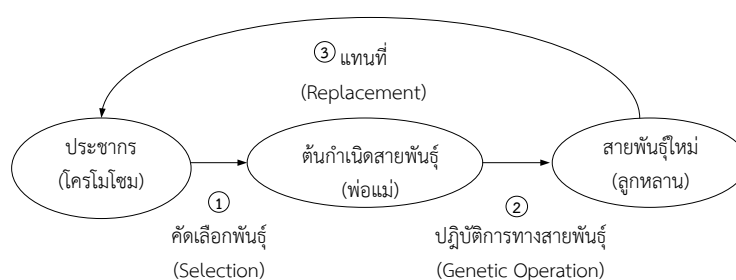 ③ แทนที่
(Replacement)
ประชากร
(โครโมโซม)
ต้นกำเนิดสายพันธุ์
(พ่อแม่)
สายพันธุ์ใหม่
(ลูกหลาน)
①
คัดเลือกพันธุ์
(Selection)
②
ปฏิบัติการทางสายพันธุ์
(Genetic Operation)